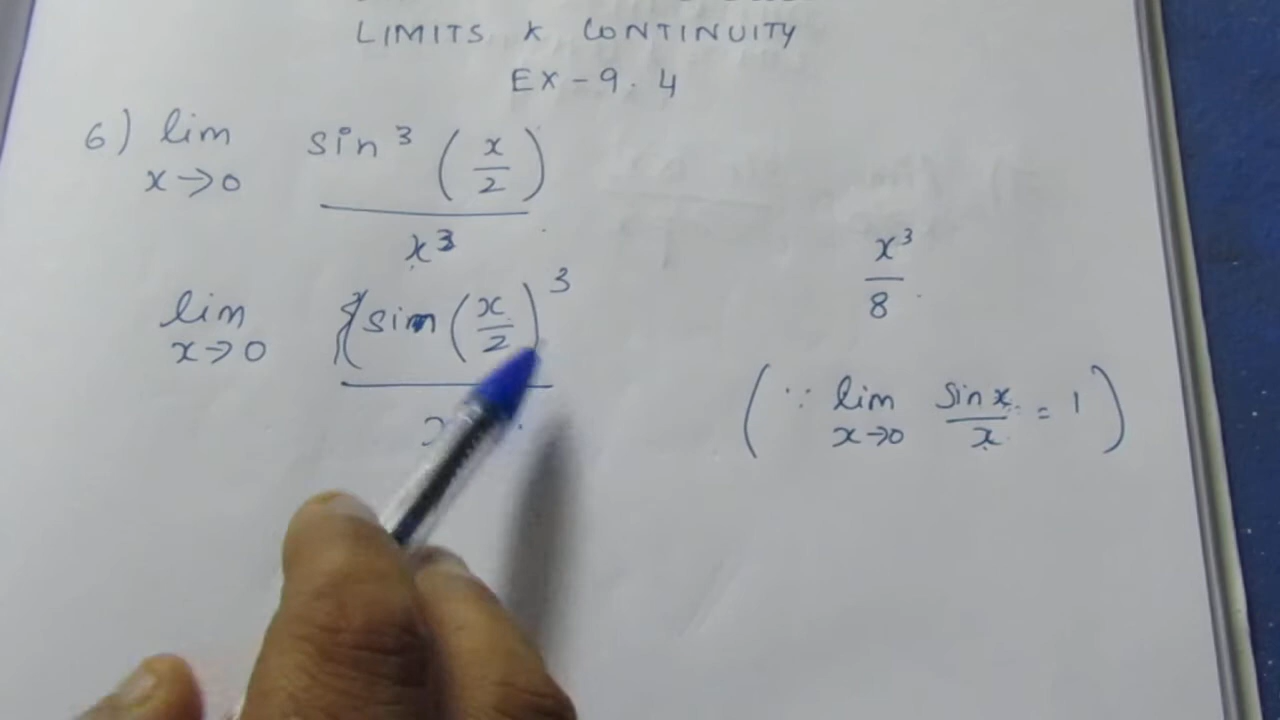 LIMITS & CONTINUITY
EX-9.4
6) lim x→0 sin³ (x/2) / x³
lim x→0 {sin (x/2)³ / x
x³/8
(∵ lim x→0 sin x/x = 1)